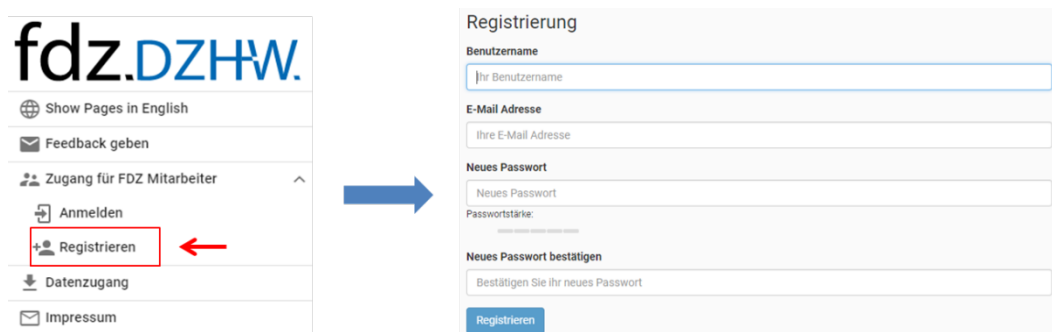 fdz.DZHW.
Show Pages in English
Feedback geben
Zugang für FDZ Mitarbeiter
Anmelden
Registrieren
Datenzugang
Impressum
Registrierung
Benutzername
Ihr Benutzername
E-Mail Adresse
Ihre E-Mail Adresse
Neues Passwort
Neues Passwort
Passwortstärke:
Neues Passwort bestätigen
Bestätigen Sie ihr neues Passwort
Registrieren